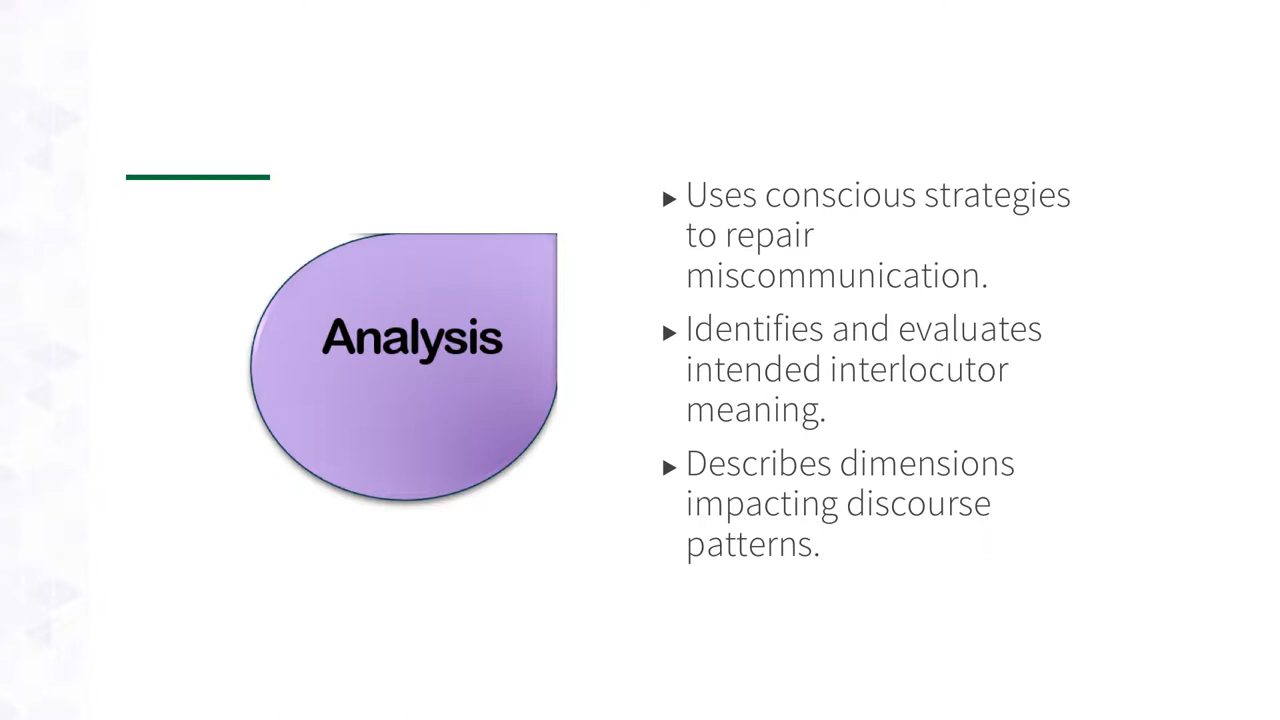 Analysis
Uses conscious strategies
to repair
miscommunication.
Identifies and evaluates
intended interlocutor
meaning.
Describes dimensions
impacting discourse
patterns.